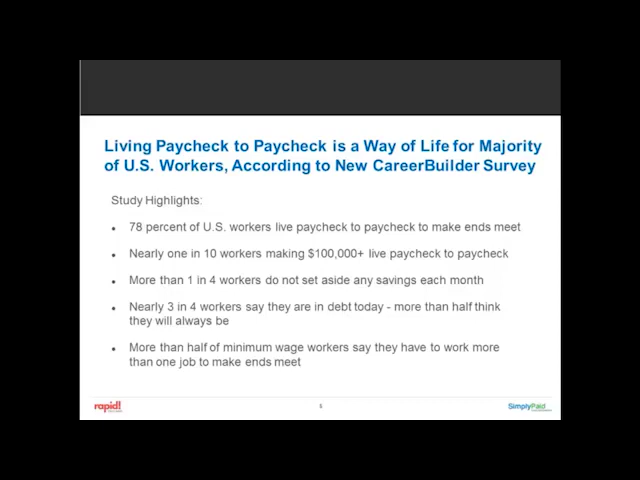 Living Paycheck to Paycheck is a Way of Life for Majority
of U.S. Workers, According to New CareerBuilder Survey
Study Highlights:
• 78 percent of U.S. workers live paycheck to paycheck to make ends meet
• Nearly one in 10 workers making $100,000+ live paycheck to paycheck
• More than 1 in 4 workers do not set aside any savings each month
• Nearly 3 in 4 workers say they are in debt today - more than half think
they will always be
• More than half of minimum wage workers say they have to work more
than one job to make ends meet
rapid!
SimplyPaid